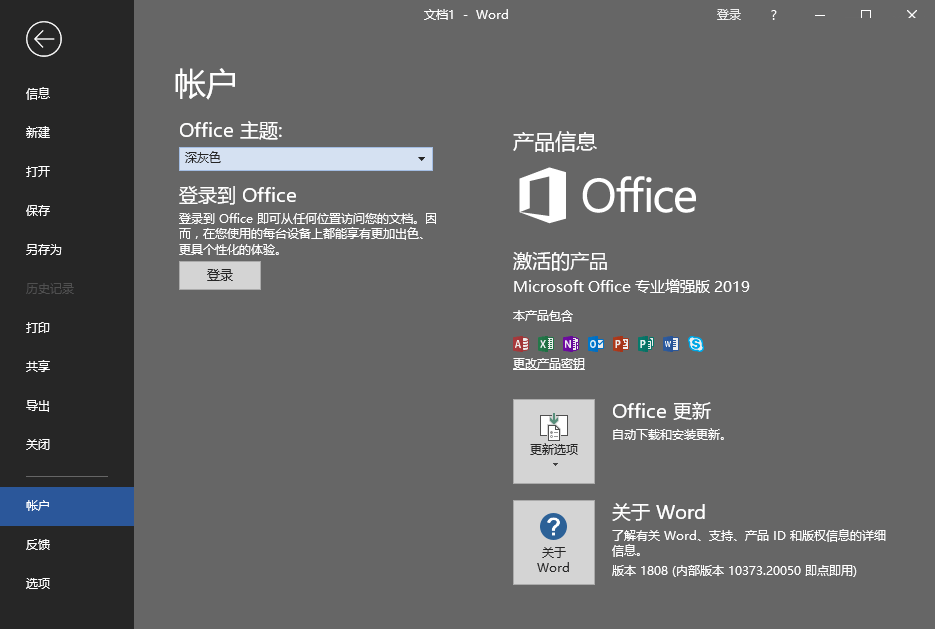 文档1 - Word
登录
?
信息
新建
打开
保存
另存为
历史记录
打印
共享
导出
关闭
帐户
反馈
选项
帐户
Office 主题:
深灰色
登录到 Office
登录到 Office 即可从任何位置访问您的文档。因
而，在您使用的每台设备上都能享有更加出色、
更具个性化的体验。
登录
产品信息
Office
激活的产品
Microsoft Office 专业增强版 2019
本产品包含
A X N O P P W S
更改产品密钥
更新选项
Office 更新
自动下载和安装更新。
?
关于
Word
关于 Word
了解有关 Word、支持、产品 ID 和版权信息的详细
信息。
版本 1808 (内部版本 10373.20050 即点即用)